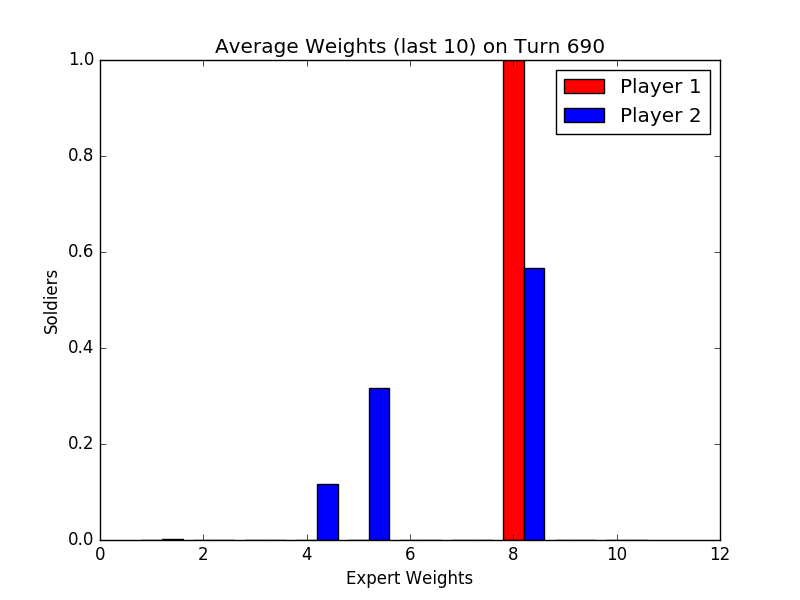 Average Weights (last 10) on Turn 690
1.0
0.8
0.6
0.4
0.2
0.0
Soldiers
Player 1
Player 2
0 2 4 6 8 10 12
Expert Weights